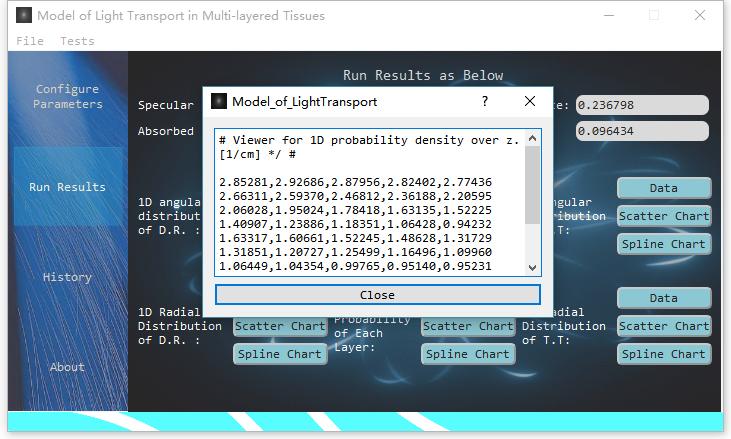 Model of Light Transport in Multi-layered Tissues
File Tests
Configure
Parameters
Run Results
History
About
Run Results as Below
Specular
te: 0.236798
Absorbed
0.096434
1D angula
distribut
of D.R. :
ngular
ribution
T.T:
Data
Scatter Chart
Spline Chart
Model_of_LightTransport
# Viewer for 1D probability density over z.
[1/cm] */ #
2.85281,2.92686,2.87956,2.82402,2.77436
2.66311,2.59370,2.46812,2.36188,2.20595
2.06028,1.95024,1.78418,1.63135,1.52225
1.40907,1.23886,1.18351,1.06428,0.94232
1.63317,1.60661,1.52245,1.48628,1.31729
1.31851,1.20727,1.25499,1.16496,1.09960
1.06449,1.04354,0.99765,0.95140,0.95231
Close
1D Radial
Distribution
of D.R. :
Scatter Chart
Spline Chart
Probability
of Each
Layer:
Scatter Chart
Spline Chart
adial
Distribution
of T.T:
Data
Scatter Chart
Spline Chart